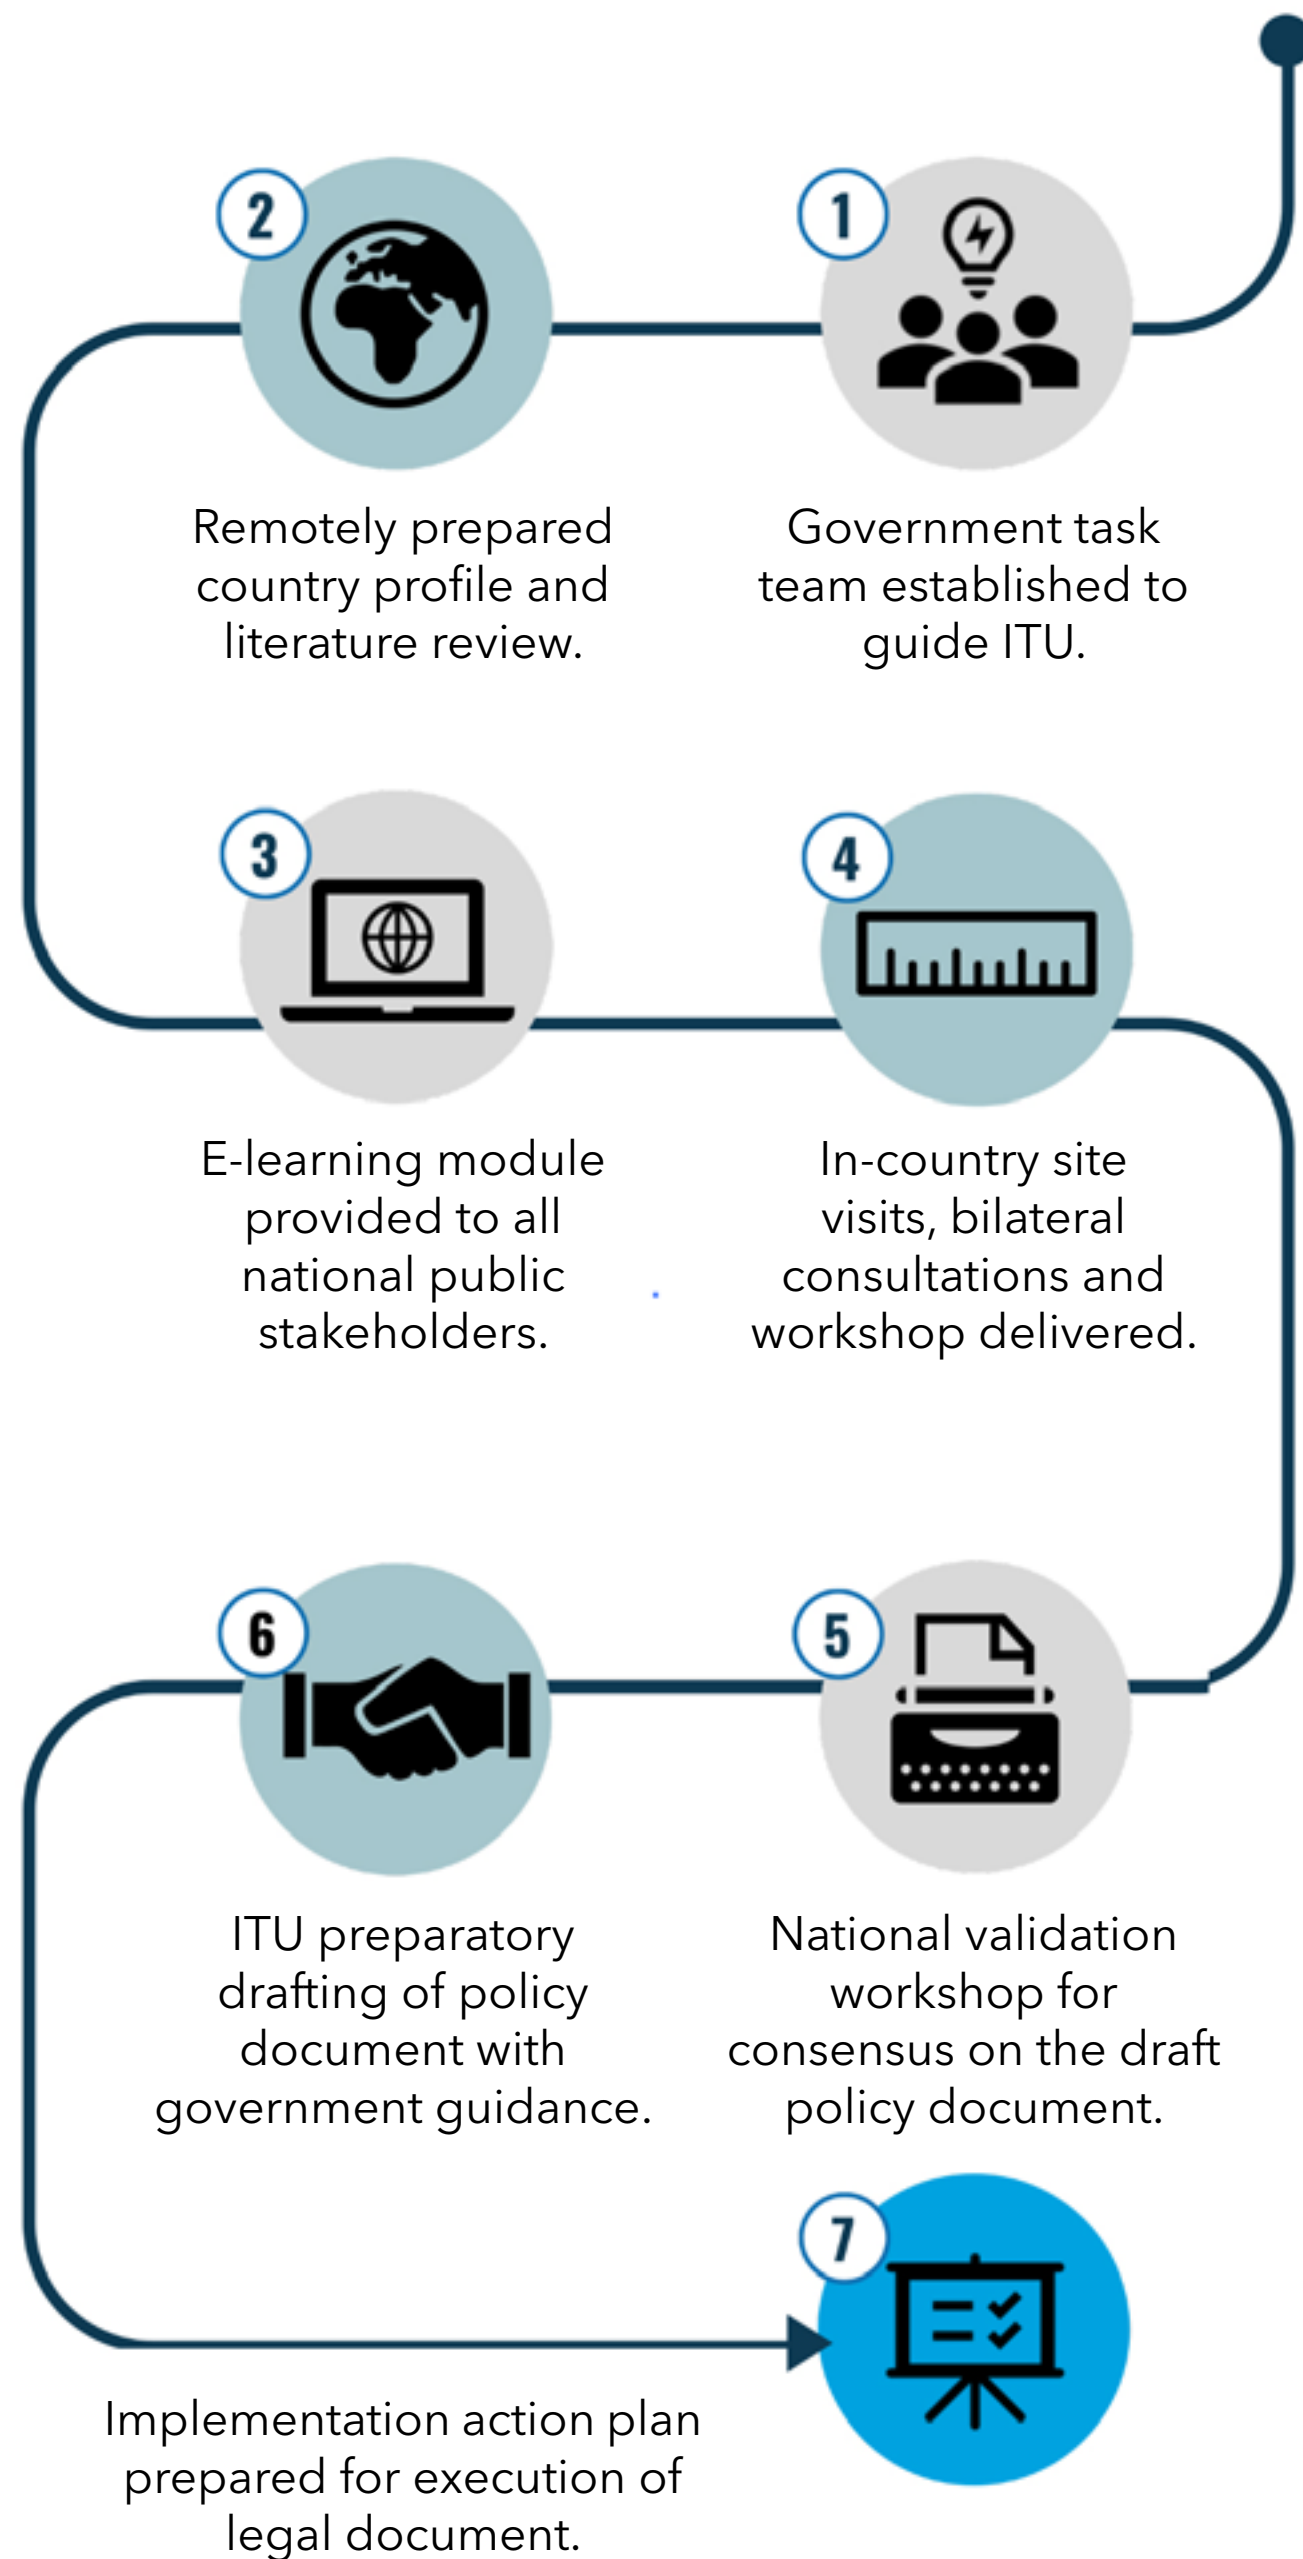 1
Government task
team established to
guide ITU.
2
Remotely prepared
country profile and
literature review.
3
E-learning module
provided to all
national public
stakeholders.
4
In-country site
visits, bilateral
consultations and
workshop delivered.
5
National validation
workshop for
consensus on the draft
policy document.
6
ITU preparatory
drafting of policy
document with
government guidance.
7
Implementation action plan
prepared for execution of
legal document.